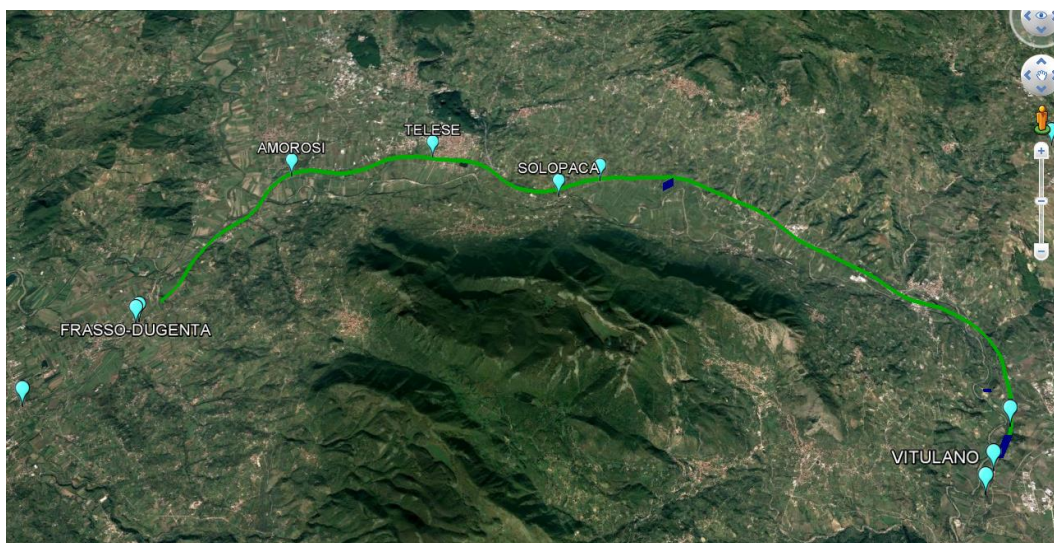 TELESE
AMOROSI
SOLOPACA
FRASSO-DUGENTA
VITULANO